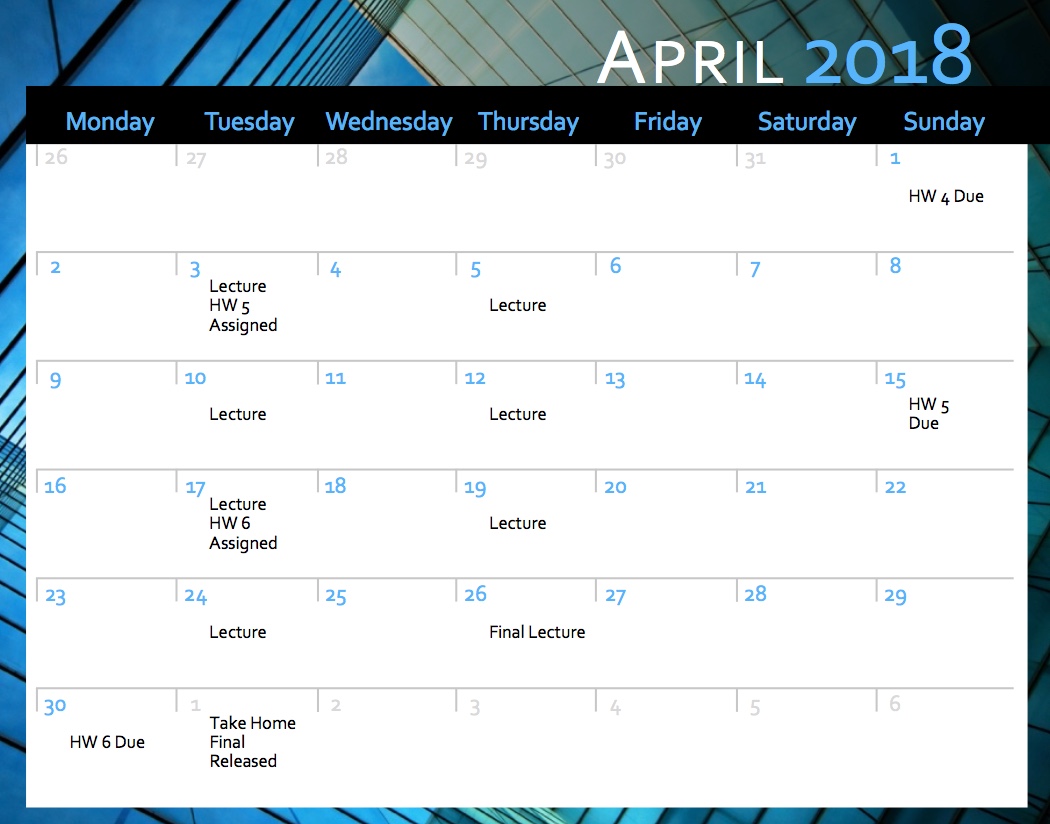 April 2018
Monday Tuesday Wednesday Thursday Friday Saturday Sunday
26 27 28 29 30 31 1
HW 4 Due
2 3 4 5 6 7 8
Lecture
HW 5
Assigned
Lecture
9 10 11 12 13 14 15
Lecture
Lecture
HW 5
Due
16 17 18 19 20 21 22
Lecture
HW 6
Assigned
Lecture
23 24 25 26 27 28 29
Lecture
Final Lecture
30 1 2 3 4 5 6
HW 6 Due
Take Home
Final
Released